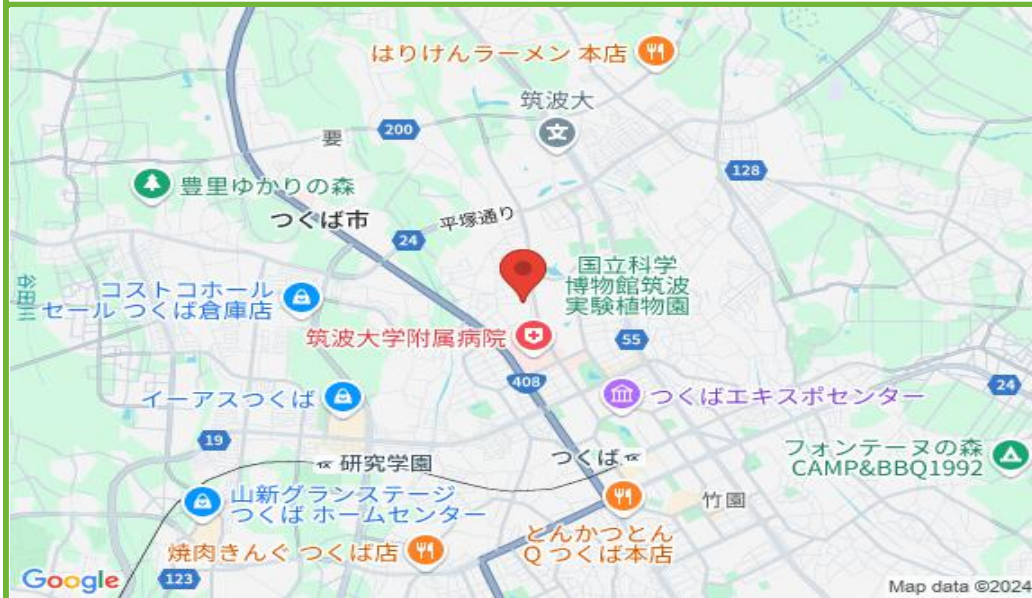 はりけんラーメン 本店
筑波大
要
200
128
豊里ゆかりの森
つくば市
平塚通り
24
谷田川
国立科学
博物館筑波
実験植物園
コストコホール
セール つくば倉庫店
筑波大学附属病院
55
408
イーアスつくば
つくばエキスポセンター
24
19
研究学園
つくば
フォンテーヌの森
CAMP&BBQ1992
山新グランステージ
つくば ホームセンター
竹園
とんかつとん
Q つくば本店
焼肉きんぐ つくば店
123
Google
Map data ©2024